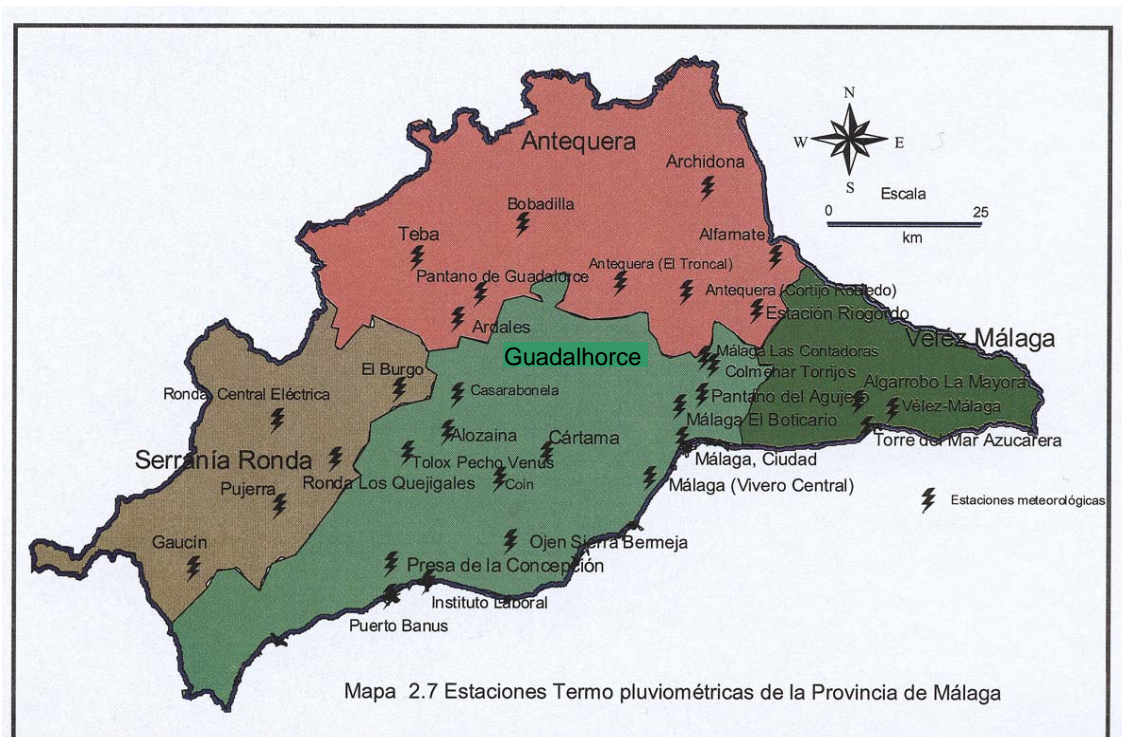 N
W E
S
Escala
0 25
km
Antequera
Archidona
Bobadilla
Teba
Alfarnate
Antequera (El Troncal)
Pantano de Guadalorce
Antequera (Cortijo Robledo)
Estación Riogordo
Ardales
Veléz Málaga
Guadalhorce
Málaga Las Contadoras
Colmenar Torrijos
El Burgo
Casarabonela
Algarrobo La Mayora
Ronda Central Eléctrica
Pantano del Agujero
Vélez-Málaga
Málaga El Boticario
Torre del Mar Azucarera
Alozaina
Cártama
Serranía Ronda
Tolox Pecho Venus
Málaga, Ciudad
Ronda Los Quejigales
Coín
Málaga (Vivero Central)
Pujerra
Estaciones meteorológicas
Gaucín
Ojen Sierra Bermeja
Presa de la Concepción
Instituto Laboral
Puerto Banus
Mapa 2.7 Estaciones Termo pluviométricas de la Provincia de Málaga